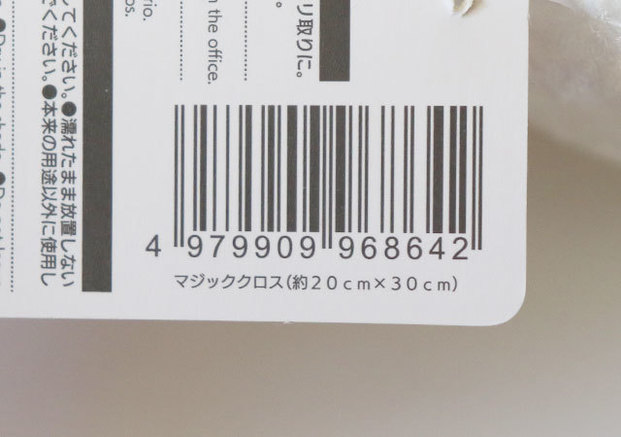 してください。●濡れたまま放置しない
ください。●本来の用途以外に使用し
the office.
リ取りに。
4 979909 968642
マジッククロス(約20cm×30cm)